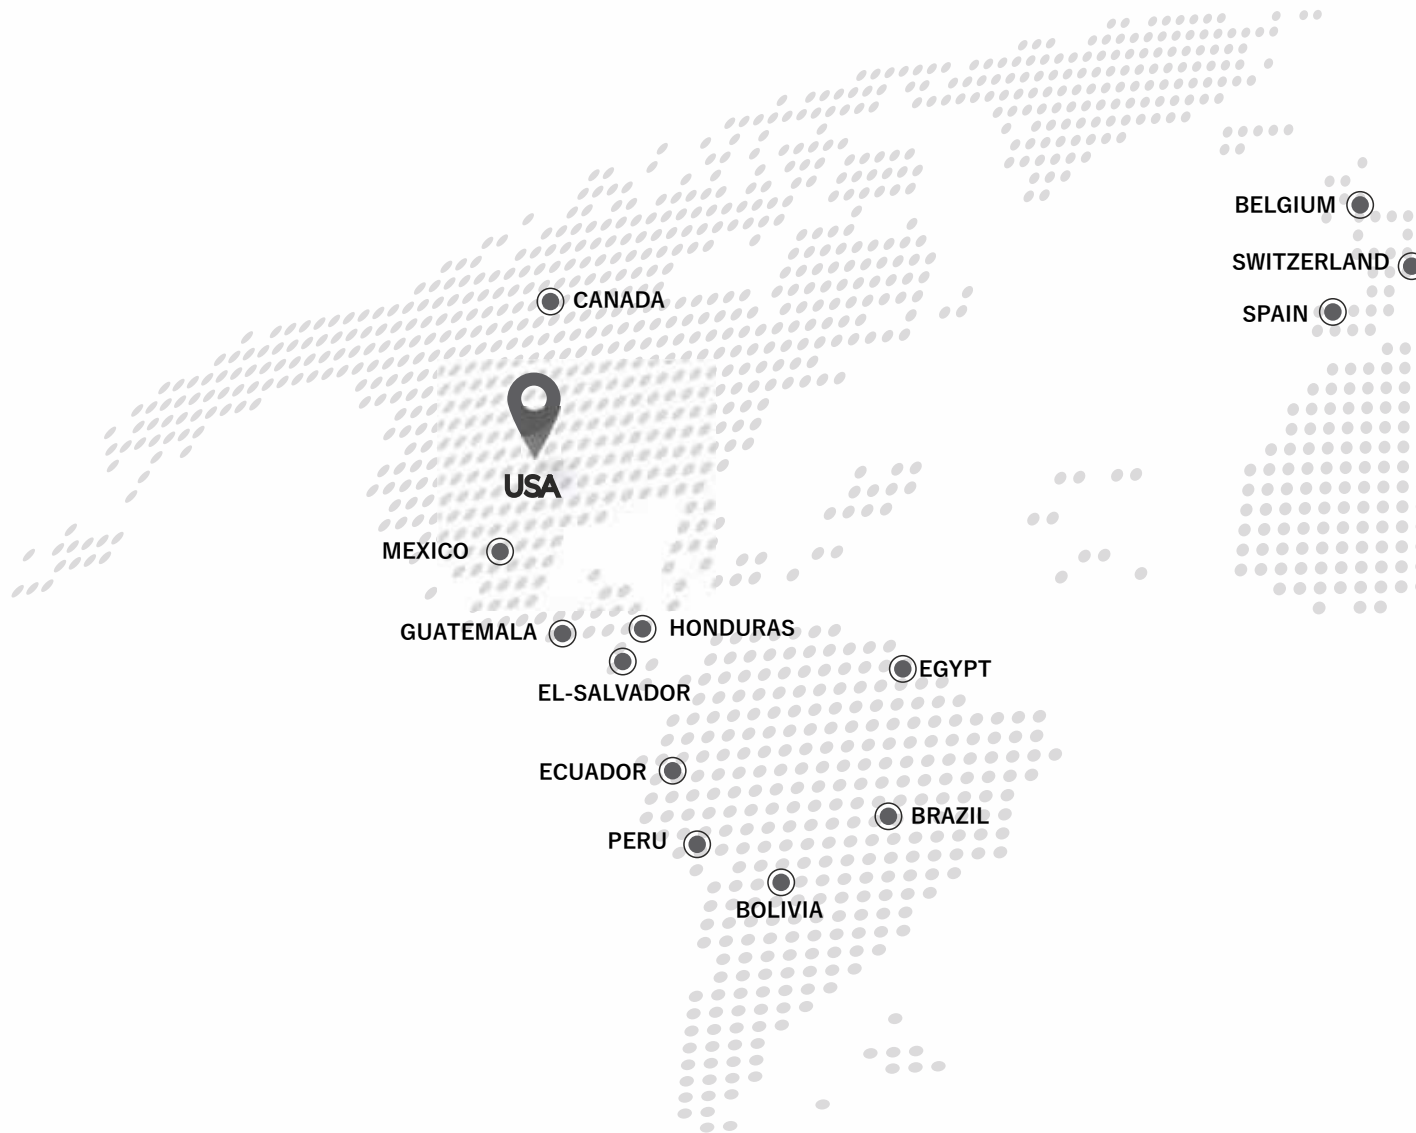 BELGIUM
SWITZERLAND
CANADA
SPAIN
USA
MEXICO
GUATEMALA
HONDURAS
EL-SALVADOR
EGYPT
ECUADOR
BRAZIL
PERU
BOLIVIA